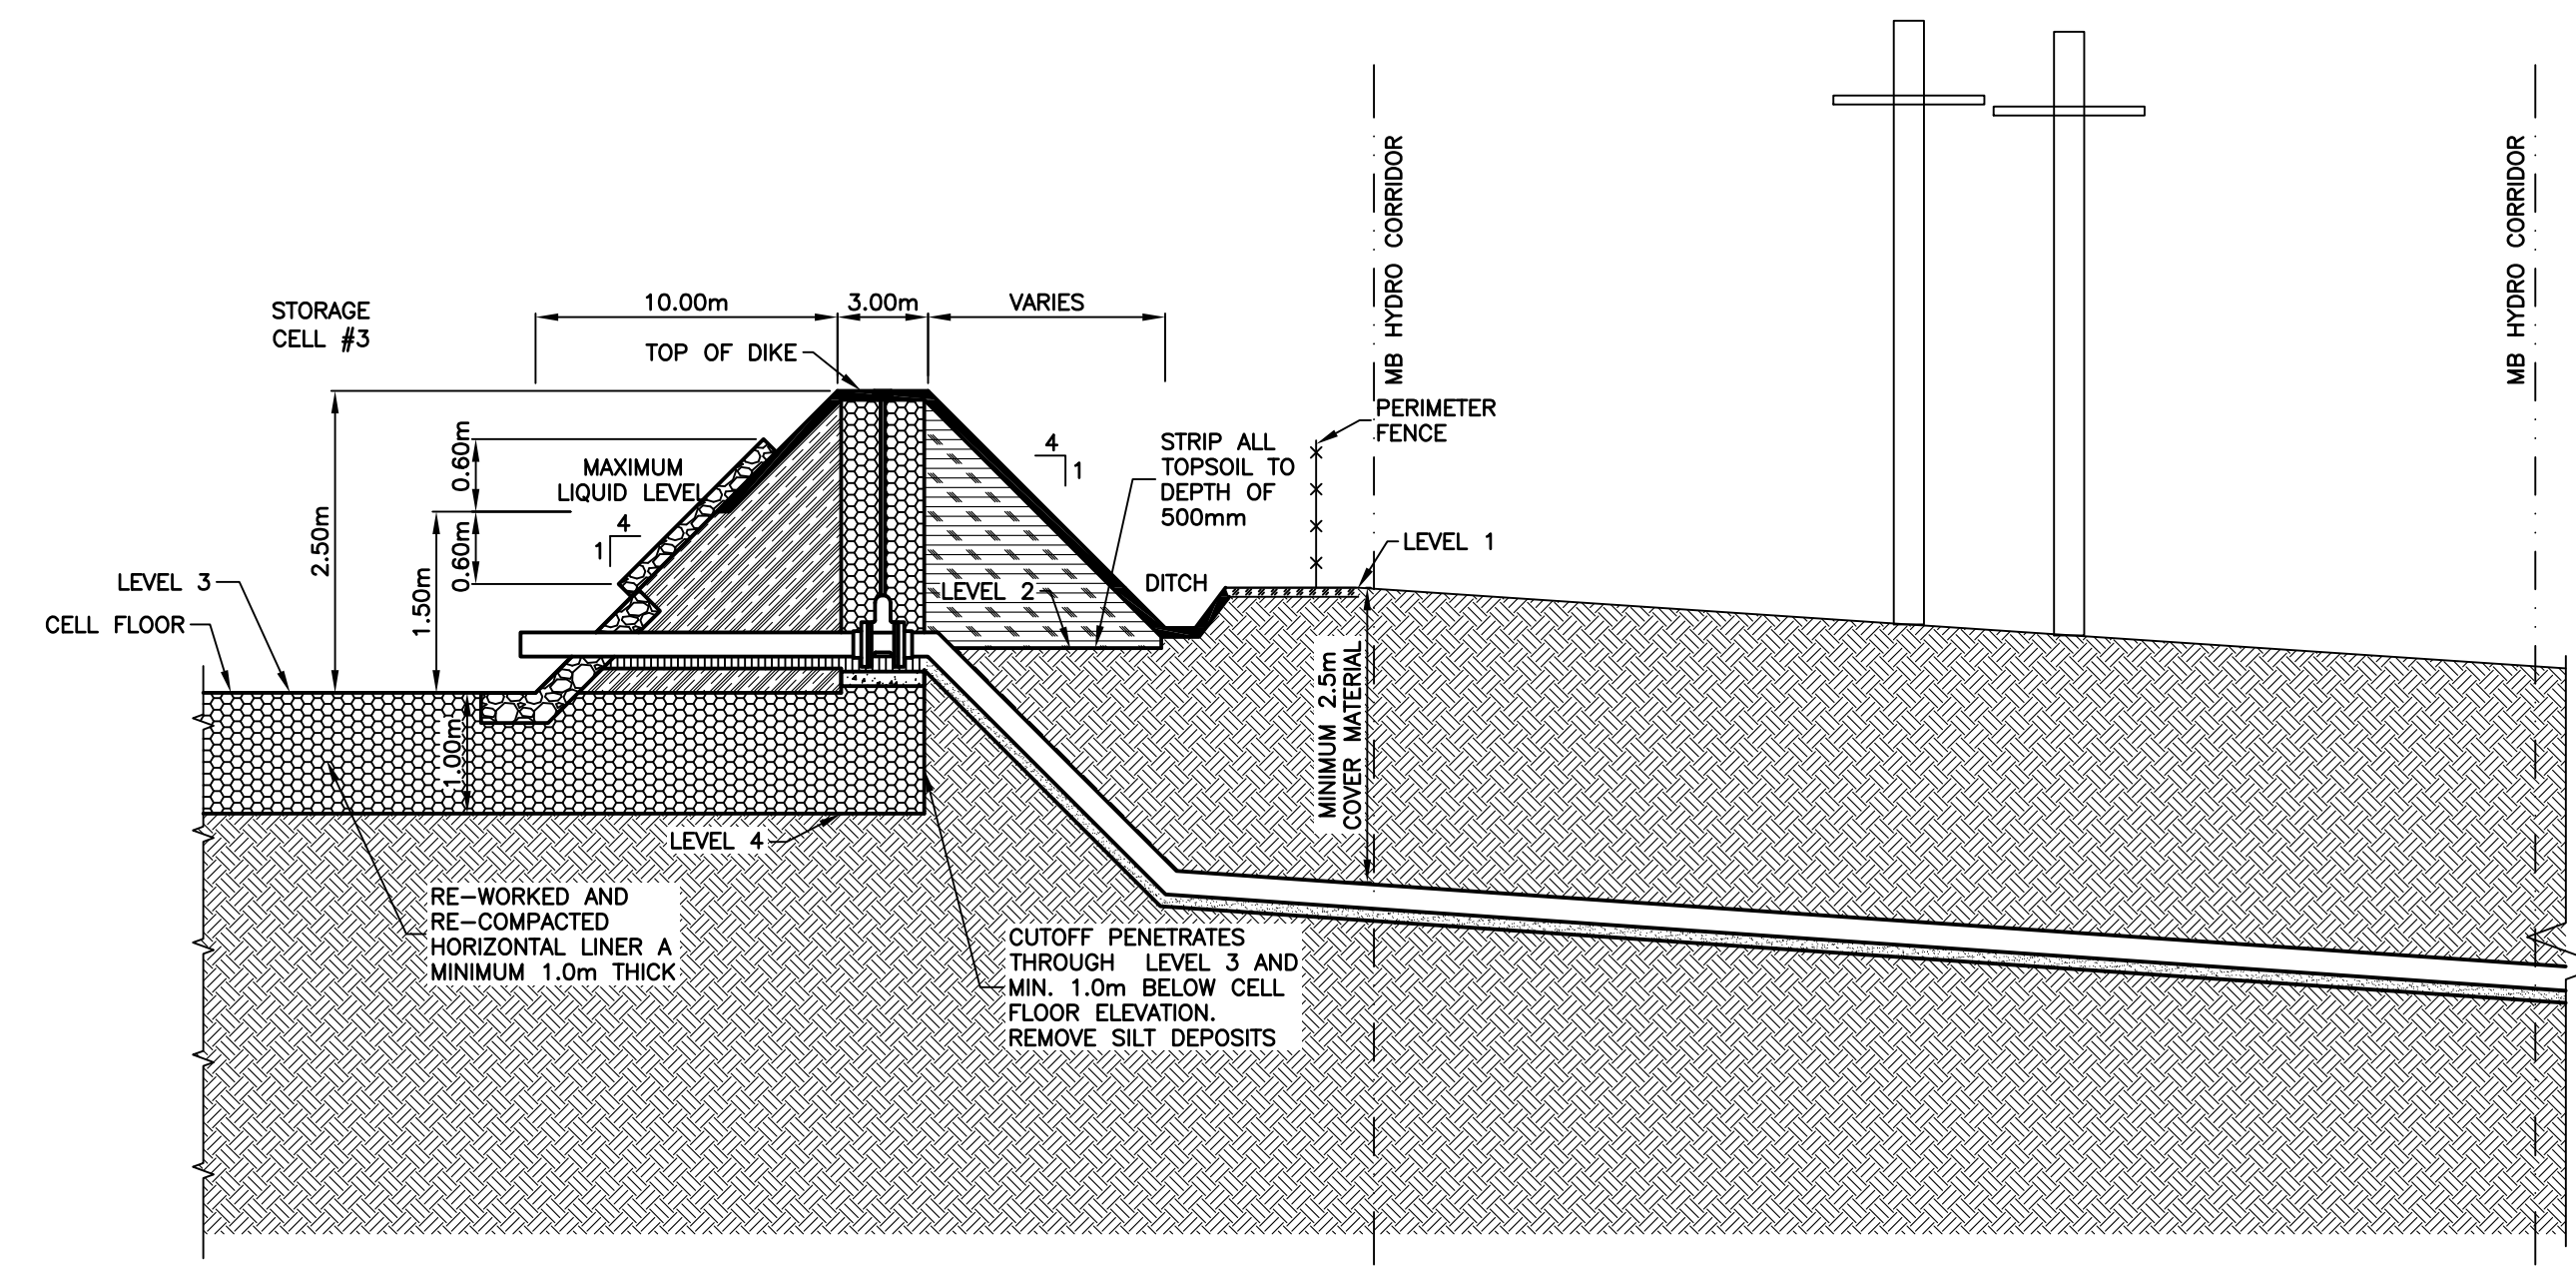 MB HYDRO CORRIDOR
MB HYDRO CORRIDOR
STORAGE
CELL #3
10.00m
3.00m
VARIES
TOP OF DIKE
PERIMETER
FENCE
0.60m
MAXIMUM
LIQUID LEVEL
4
1
STRIP ALL
TOPSOIL TO
DEPTH OF
500mm
2.50m
4
1
0.60m
1.50m
LEVEL 1
LEVEL 3
CELL FLOOR
LEVEL 2
DITCH
MINIMUM 2.5m
COVER MATERIAL
1.00m
LEVEL 4
RE-WORKED AND
RE-COMPACTED
HORIZONTAL LINER A
MINIMUM 1.0m THICK
CUTOFF PENETRATES
THROUGH LEVEL 3 AND
MIN. 1.0m BELOW CELL
FLOOR ELEVATION.
REMOVE SILT DEPOSITS